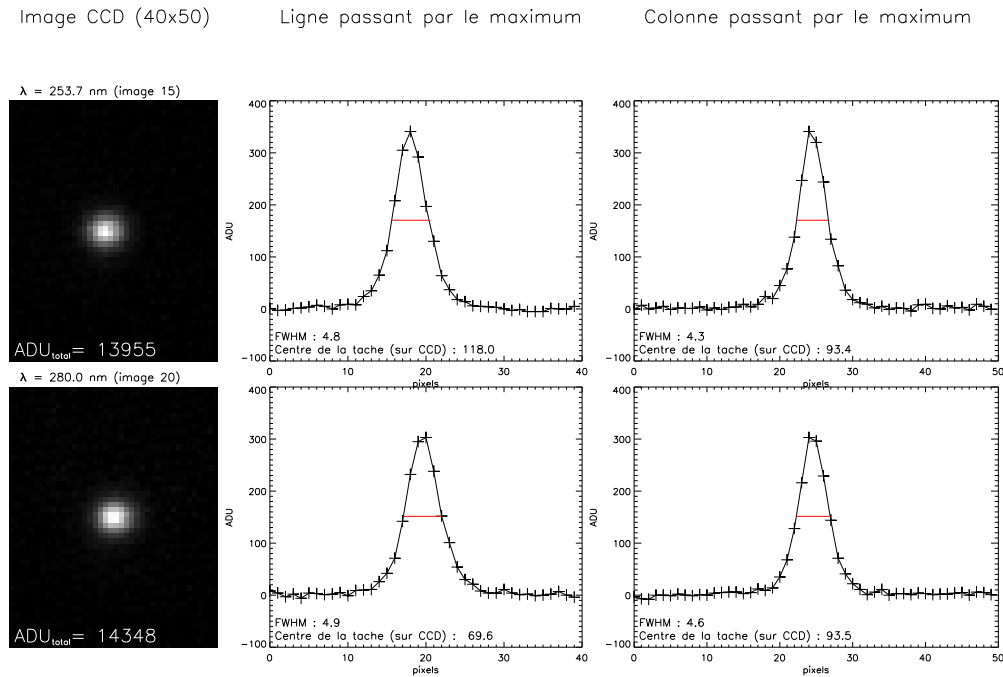 Image CCD (40x50)
Ligne passant par le maximum
Colonne passant par le maximum
λ = 253.7 nm (image 15)
ADUtotal= 13955
400
300
200
100
0
−100
ADU
FWHM : 4.8
Centre de la tache (sur CCD) : 118.0
0 10 20 30 40
pixels
400
300
200
100
0
−100
ADU
FWHM : 4.3
Centre de la tache (sur CCD) : 93.4
0 10 20 30 40 50
pixels
λ = 280.0 nm (image 20)
ADUtotal= 14348
400
300
200
100
0
−100
ADU
FWHM : 4.9
Centre de la tache (sur CCD) : 69.6
0 10 20 30 40
pixels
400
300
200
100
0
−100
ADU
FWHM : 4.6
Centre de la tache (sur CCD) : 93.5
0 10 20 30 40 50
pixels